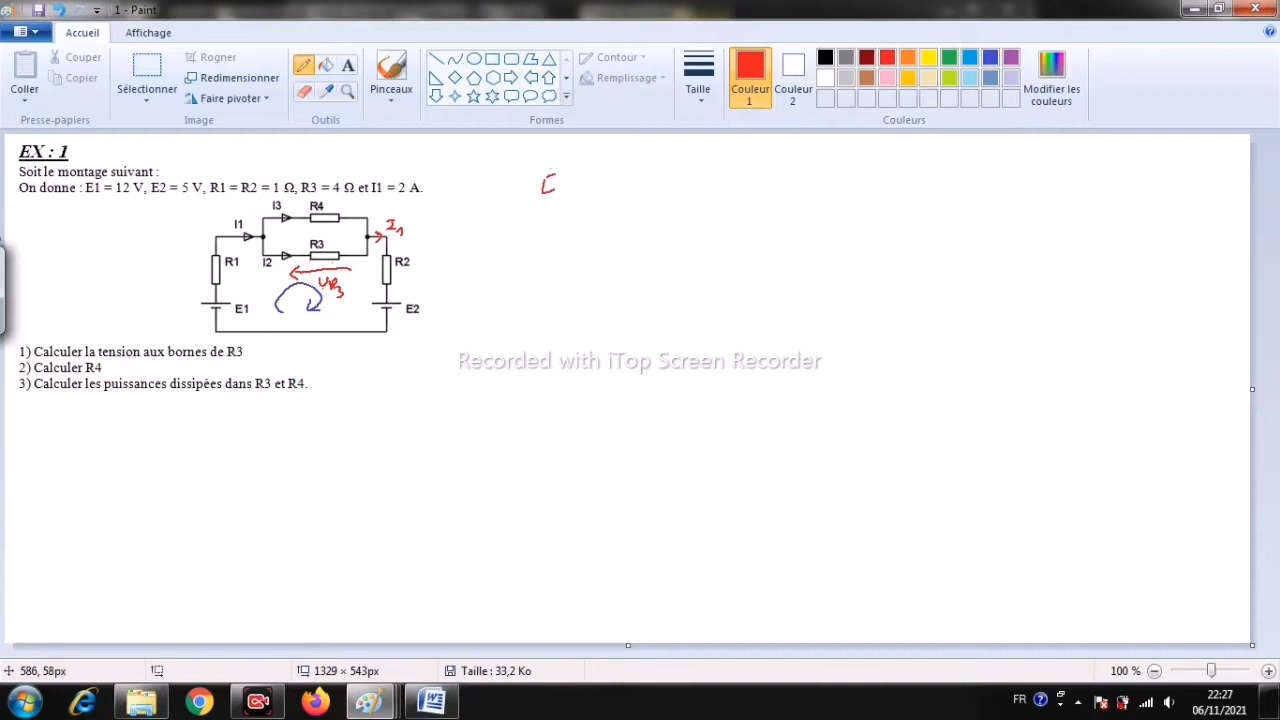 1 - Paint
Accueil
Affichage
Coller
Couper
Copier
Presse-papiers
Sélectionner
Rogner
Redimensionner
Faire pivoter
Image
Outils
Pinceaux
Contour
Remplissage
Formes
Taille
Couleur
1
Couleur
2
Modifier les
couleurs
Couleurs
EX : 1
Soit le montage suivant :
On donne : E1 = 12 V, E2 = 5 V, R1 = R2 = 1 Ω, R3 = 4 Ω et I1 = 2 A.
E
I3 R4
I1 I1
R3
R1 I2 R2
UR3
E1 E2
1) Calculer la tension aux bornes de R3
2) Calculer R4
3) Calculer les puissances dissipées dans R3 et R4.
Recorded with iTop Screen Recorder
586, 58px
1329 × 543px
Taille : 33,2 Ko
100 %
FR
22:27
06/11/2021